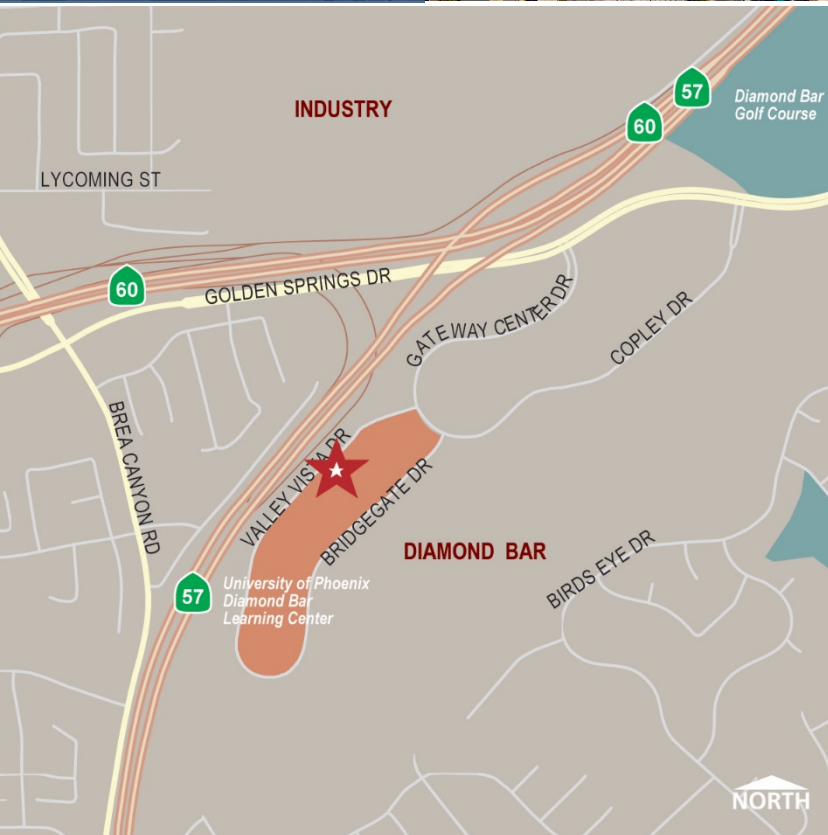 INDUSTRY
57
Diamond Bar
Golf Course
60
LYCOMING ST
60
GOLDEN SPRINGS DR
GATEWAY CENTER DR
COPLEY DR
BREA CANYON RD
VALLEY VISTA DR
BRIDGEGATE DR
DIAMOND BAR
BIRDS EYE DR
57
University of Phoenix
Diamond Bar
Learning Center
NORTH